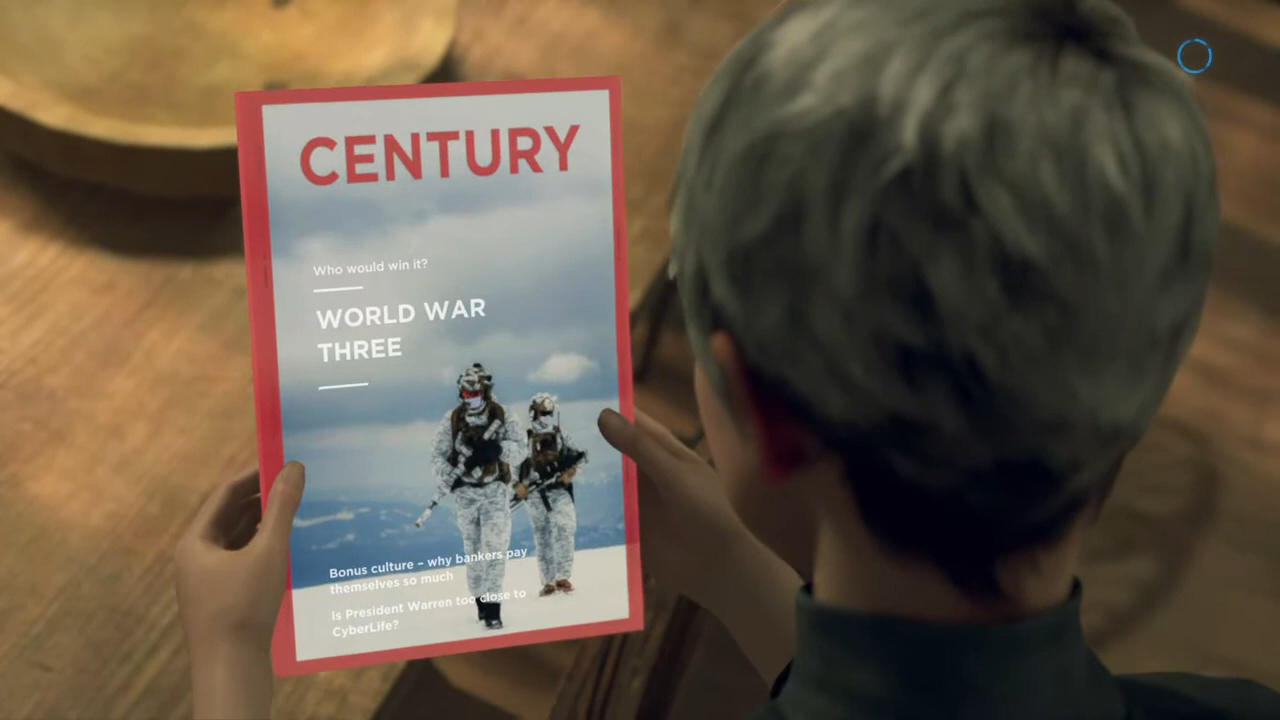 CENTURY
Who would win it?
WORLD WAR
THREE
Bonus culture – why bankers pay
themselves so much
Is President Warren too close to
CyberLife?